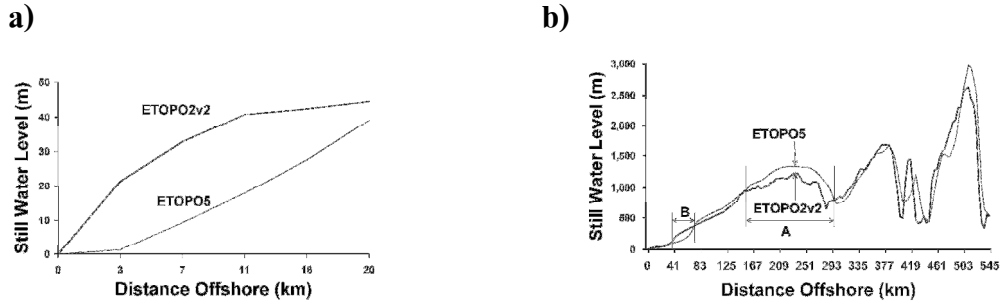 a)
b)
Still Water Level (m)
50
40
30
20
10
0
ETOPO2v2
ETOPO5
0 3 7 11 16 20
Distance Offshore (km)
Still Water Level (m)
3,000
2,500
2,000
1,500
1,000
500
0
ETOPO5
ETOPO2v2
B
A
0 41 83 125 167 209 251 293 335 377 419 461 503 545
Distance Offshore (km)